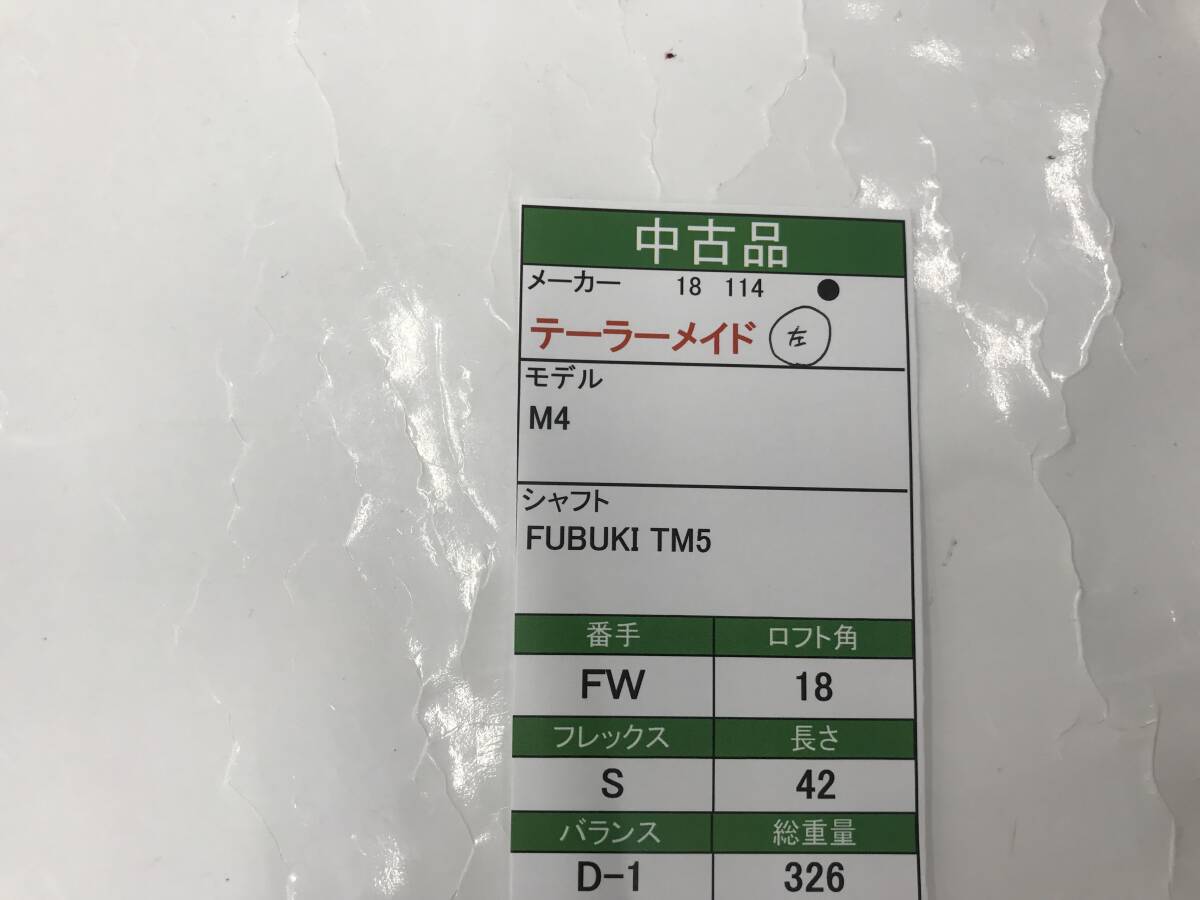 中古品
メーカー 18 114 ●
テーラーメイド 左
モデル
M4
シャフト
FUBUKI TM5
番手 ロフト角
FW 18
フレックス 長さ
S 42
バランス 総重量
D-1 326